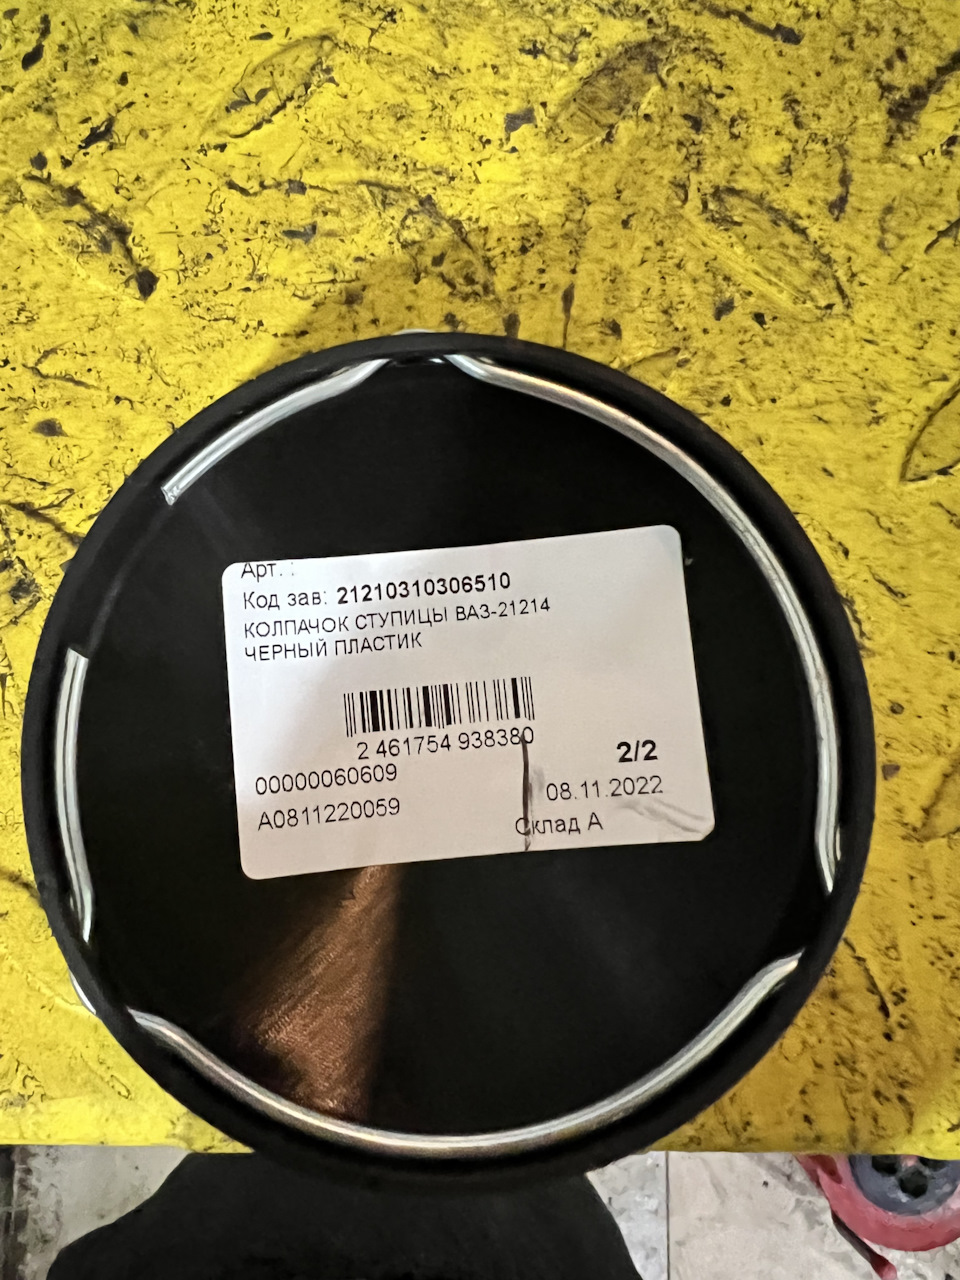 Арт. :
Код зав: 21210310306510
КОЛПАЧОК СТУПИЦЫ ВАЗ-21214
ЧЕРНЫЙ ПЛАСТИК
2 461754 938380
00000060609
2/2
А0811220059
08.11.2022
Склад А